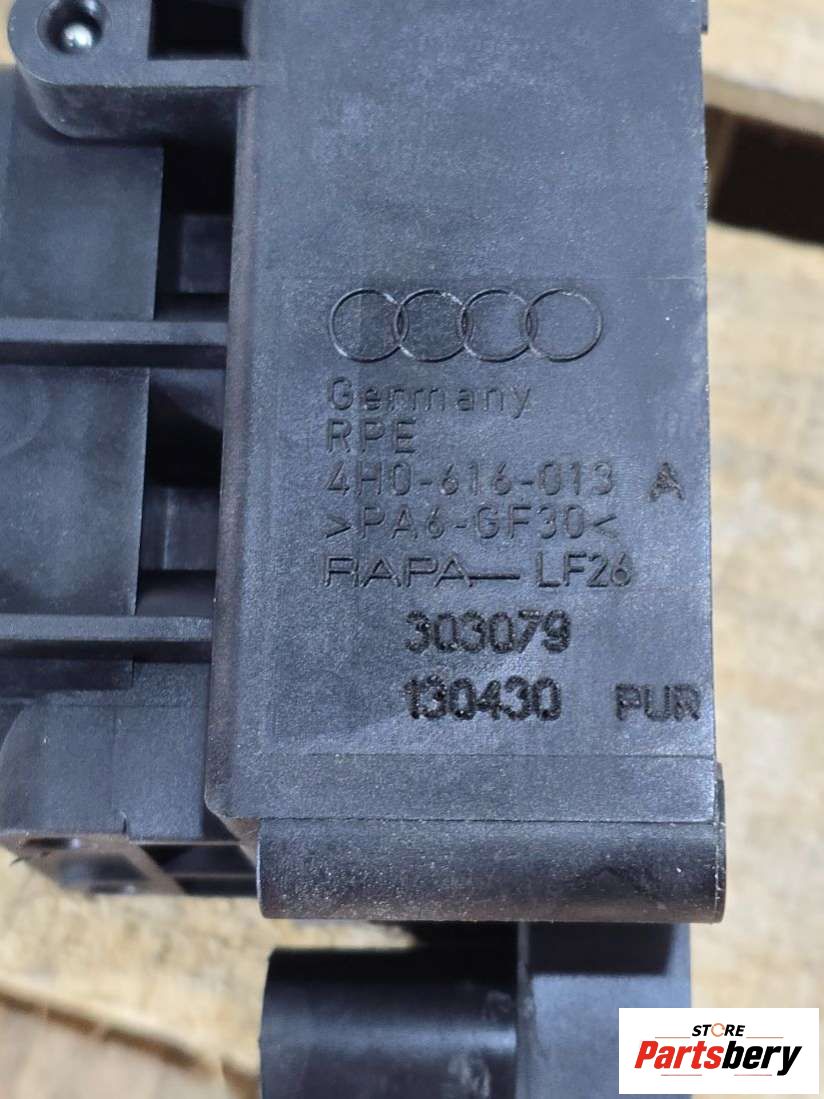 Germany
RPE
4H0-616-013 A
>PA6-GF30<
RAPA LF26
303079
130430 PUR
STORE
Partsbery